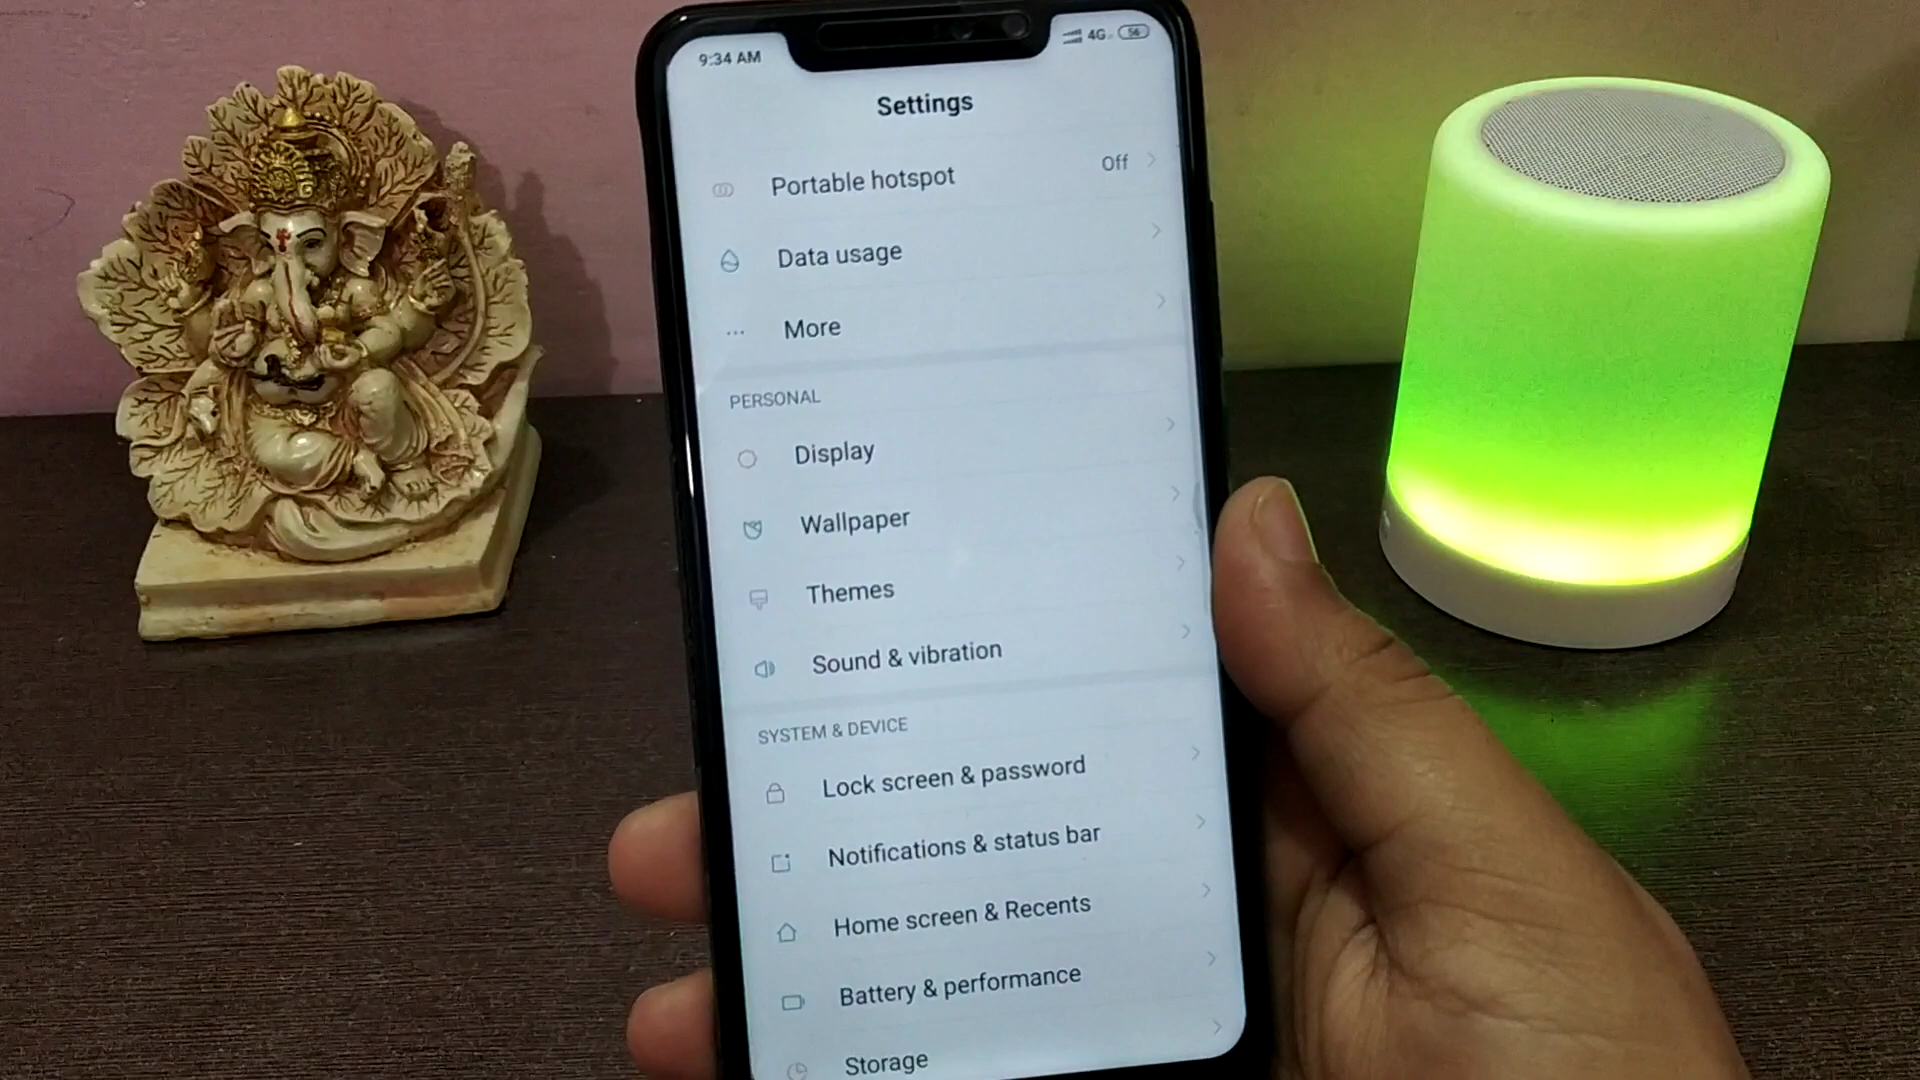 9:34 AM
4G
56
Settings
Portable hotspot
Off
Data usage
More
PERSONAL
Display
Wallpaper
Themes
Sound & vibration
SYSTEM & DEVICE
Lock screen & password
Notifications & status bar
Home screen & Recents
Battery & performance
Storage